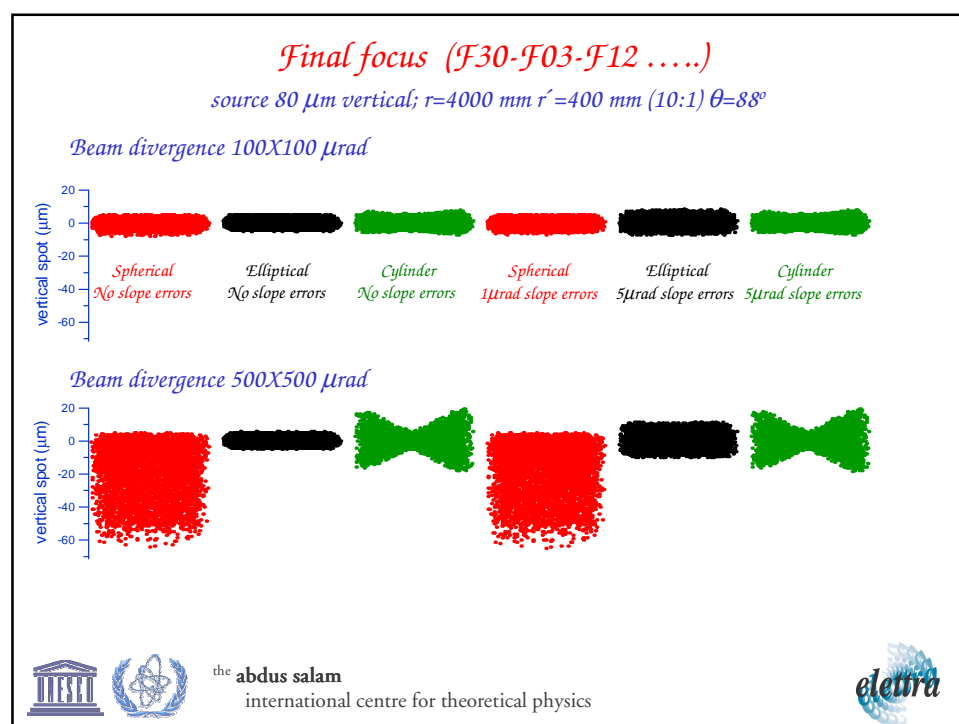 Final focus (F30-F03-F12 …..)
source 80 µm vertical; r=4000 mm r´=400 mm (10:1) θ=88º
Beam divergence 100X100 µrad
vertical spot (µm)
20
0
-20
-40
-60
Spherical
No slope errors
Elliptical
No slope errors
Cylinder
No slope errors
Spherical
1µrad slope errors
Elliptical
5µrad slope errors
Cylinder
5µrad slope errors
Beam divergence 500X500 µrad
vertical spot (µm)
20
0
-20
-40
-60
UNESCO
the abdus salam
international centre for theoretical physics
elettra